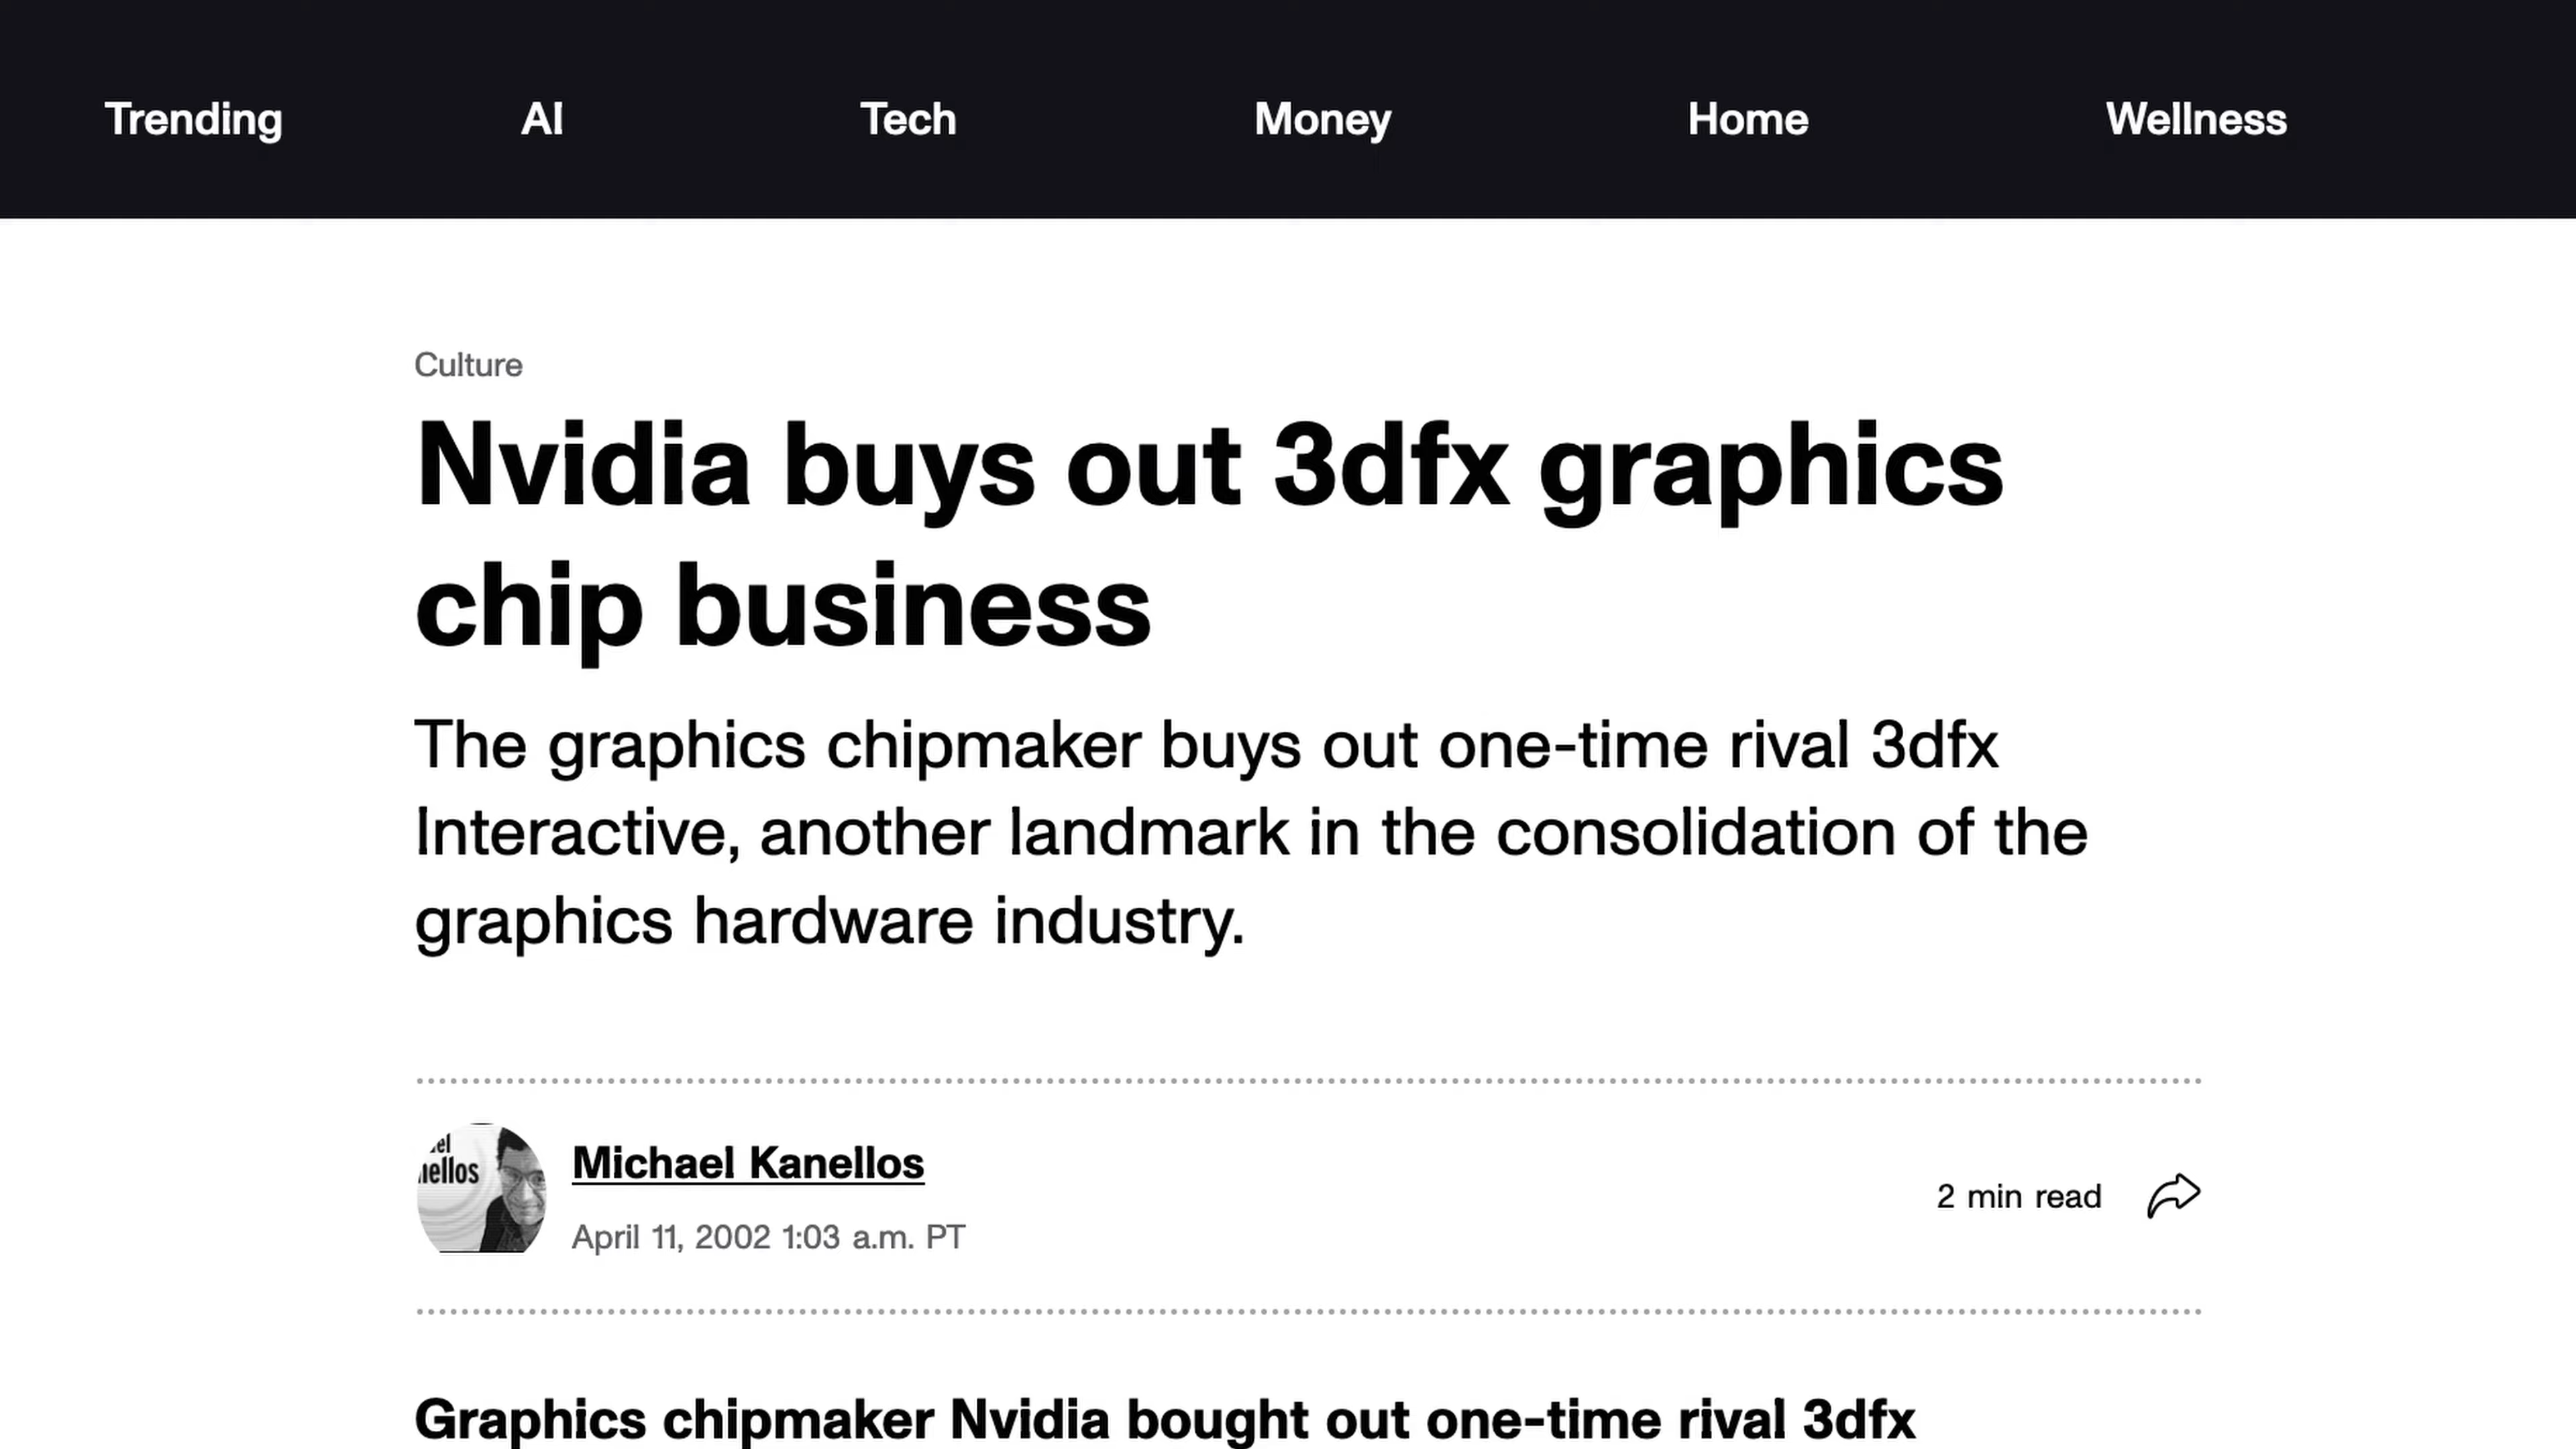 Trending AI Tech Money Home Wellness
Culture
Nvidia buys out 3dfx graphics
chip business
The graphics chipmaker buys out one-time rival 3dfx
Interactive, another landmark in the consolidation of the
graphics hardware industry.
el
nellos
Michael Kanellos
April 11, 2002 1:03 a.m. PT
2 min read
Graphics chipmaker Nvidia bought out one-time rival 3dfx